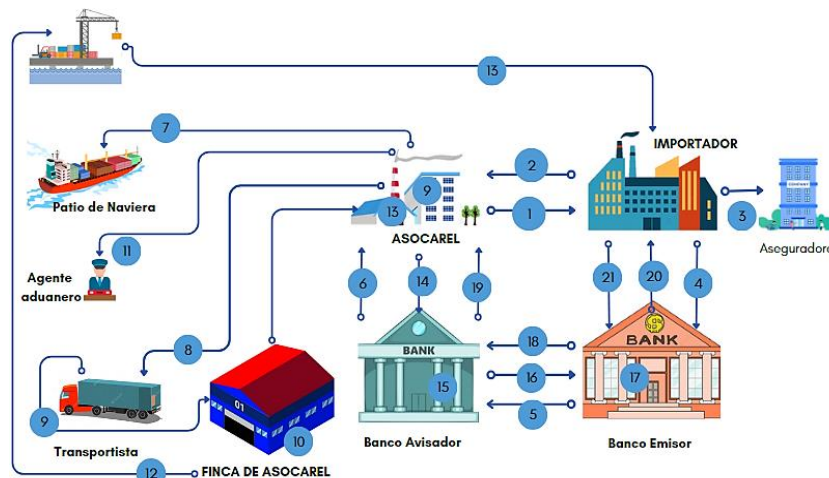 13
IMPORTADOR
7
2
9
Patio de Naviera
13
1
3
ASOCAREL
Aseguradora
11
6
14
19
21
20
4
Agente
aduanero
8
BANK
18
BANK
01
15
16
17
9
5
10
Transportista
Banco Avisador
Banco Emisor
12
FINCA DE ASOCAREL